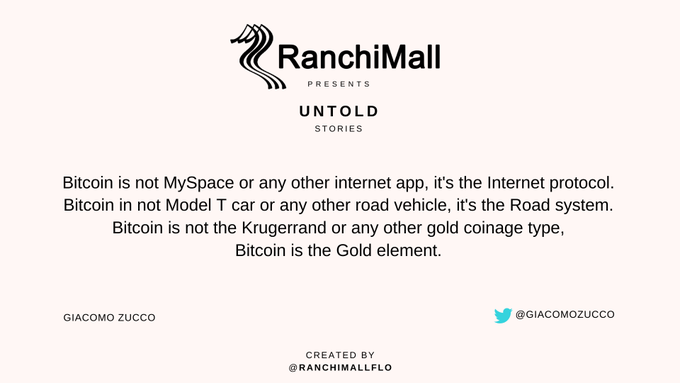 RanchiMall
PRESENTS
UNTOLD
STORIES
Bitcoin is not MySpace or any other internet app, it's the Internet protocol.
Bitcoin in not Model T car or any other road vehicle, it's the Road system.
Bitcoin is not the Krugerrand or any other gold coinage type,
Bitcoin is the Gold element.
GIACOMO ZUCCO
@GIACOMOZUCCO
CREATED BY
@RANCHIMALLFLO